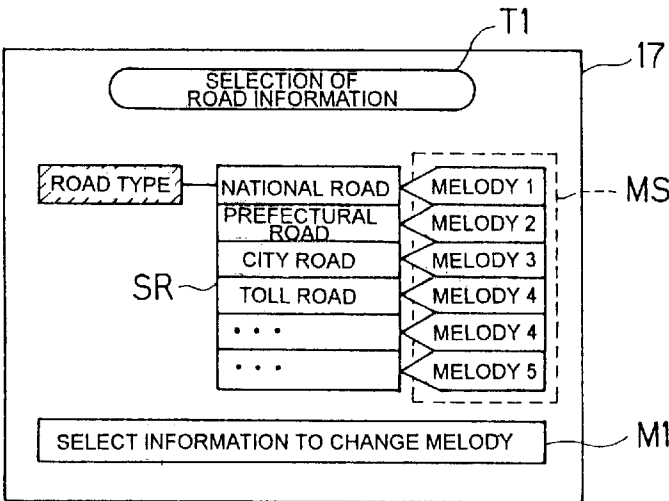 T1
17
SELECTION OF
ROAD INFORMATION
ROAD TYPE
NATIONAL ROAD
MELODY 1
MS
PREFECTURAL
ROAD
MELODY 2
CITY ROAD
MELODY 3
SR
TOLL ROAD
MELODY 4
• • •
MELODY 4
• • •
MELODY 5
SELECT INFORMATION TO CHANGE MELODY
M1